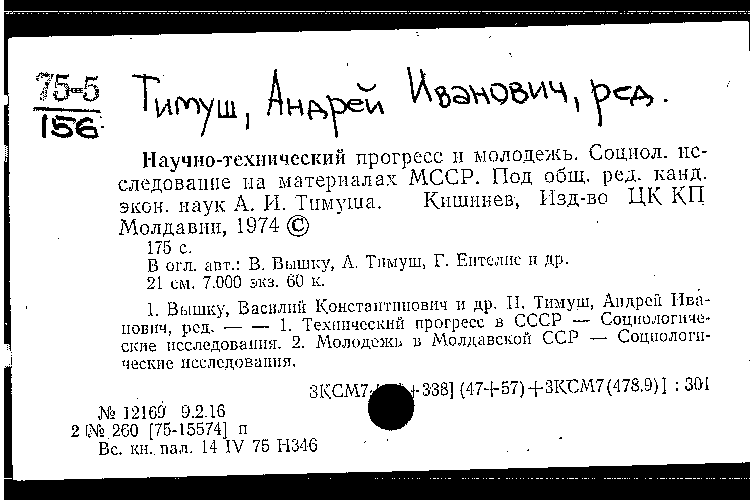 75-5
156
Тимуш, Андрей Иванович, ред.
Научно-технический прогресс и молодежь. Социол. ис-
следование на материалах МССР. Под общ. ред. канд.
экон. наук А. И. Тимуша. Кишинев, Изд-во ЦК КП
Молдавии, 1974 ©
175 с.
В огл. авт.: В. Вышку, А. Тимуш, Г. Ентелис и др.
21 см. 7.000 экз. 60 к.
1. Вышку, Василий Константинович и др. II. Тимуш, Андрей Ива-
нович, ред. — — 1. Технический прогресс в СССР — Социологиче-
ские исследования. 2. Молодежь в Молдавской ССР — Социологи-
ческие исследования.
3КСМ7 +338] (47+57)+3КСМ7(478.9)] : 301
№ 12169 9.2.16
2 № 260 [75-15574] п
Вс. кн. пал. 14 IV 75 Н346